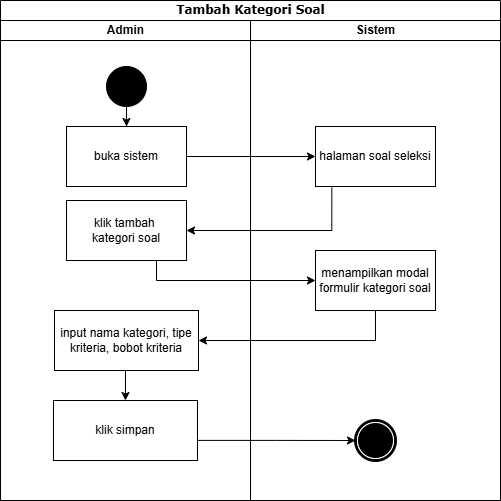 Tambah Kategori Soal
Admin
Sistem
buka sistem
halaman soal seleksi
klik tambah
kategori soal
menampilkan modal
formulir kategori soal
input nama kategori, tipe
kriteria, bobot kriteria
klik simpan